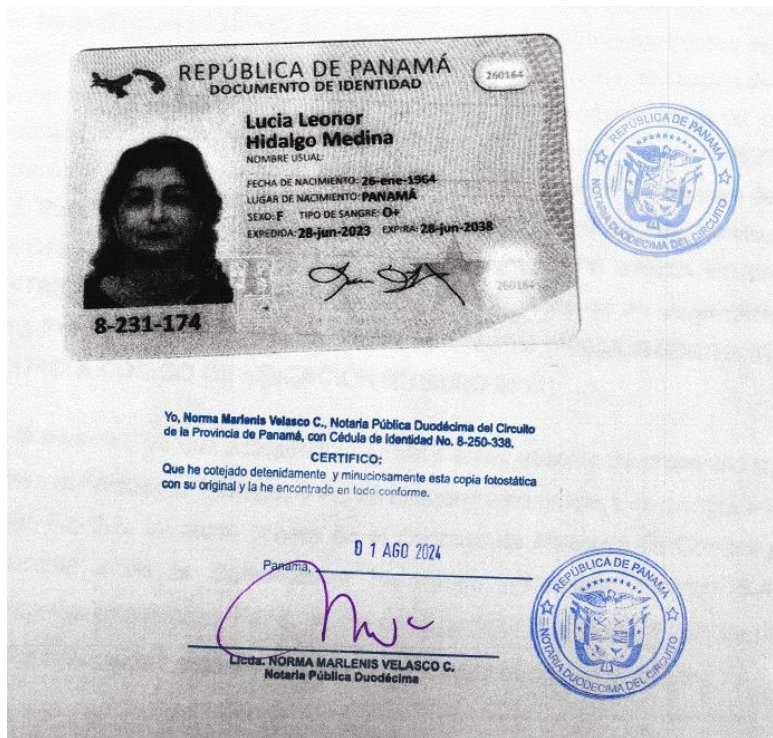 REPÚBLICA DE PANAMÁ
DOCUMENTO DE IDENTIDAD
260164
Lucia Leonor
Hidalgo Medina
NOMBRE USUAL:
FECHA DE NACIMIENTO: 26-ene-1964
LUGAR DE NACIMIENTO: PANAMÁ
SEXO: F TIPO DE SANGRE: O+
EXPEDIDA: 28-jun-2023 EXPIRA: 28-jun-2038
260164
8-231-174
REPÚBLICA DE PANAMÁ
NOTARIA DUODECIMA DEL CIRCUITO
Yo, Norma Marlenis Velasco C., Notaria Pública Duodécima del Circuito
de la Provincia de Panamá, con Cédula de Identidad No. 8-250-338.
CERTIFICO:
Que he cotejado detenidamente y minuciosamente esta copia fotostática
con su original y la he encontrado en todo conforme.
01 AGO 2024
Panamá,
Licda. NORMA MARLENIS VELASCO C.
Notaria Pública Duodécima
REPÚBLICA DE PANAMÁ
NOTARIA DUODECIMA DEL CIRCUITO